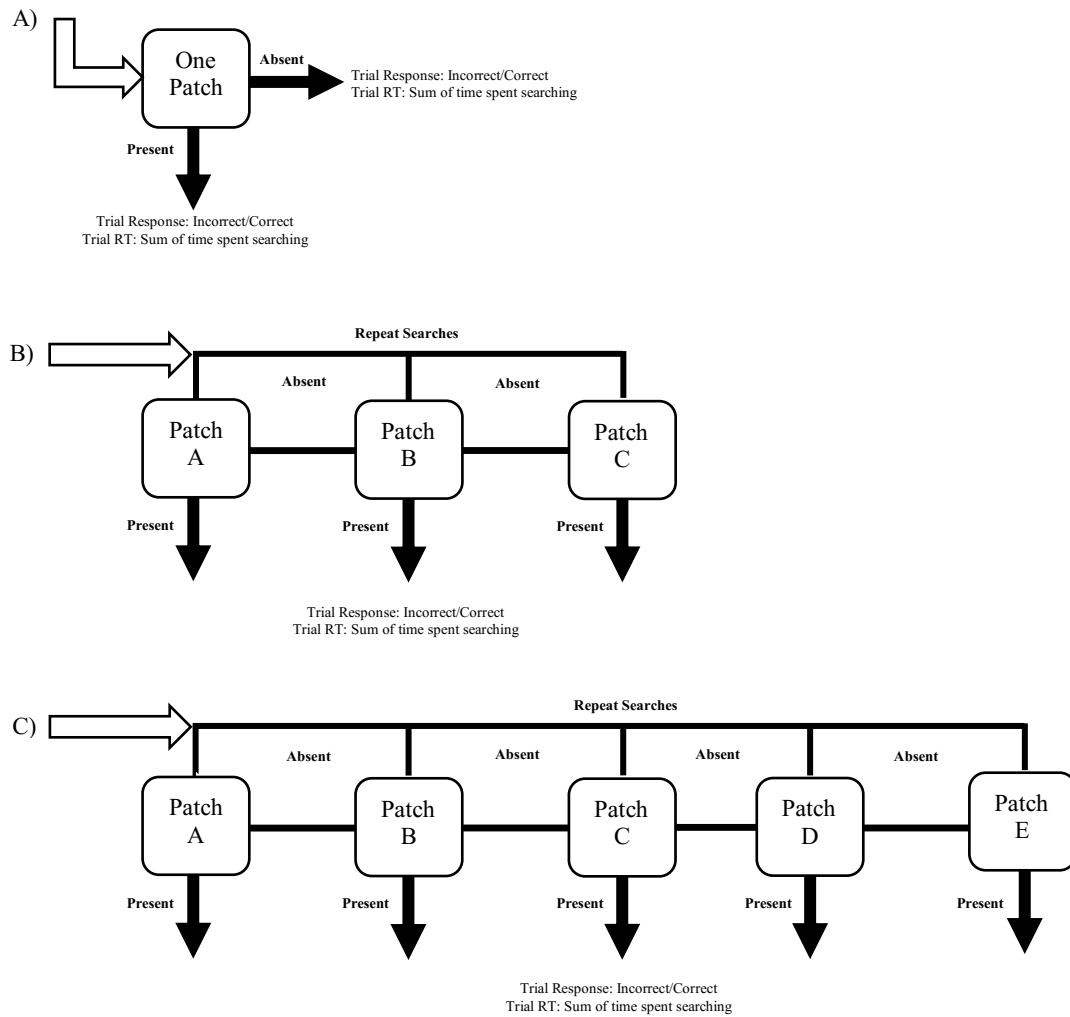 A)
One
Patch
Absent
Trial Response: Incorrect/Correct
Trial RT: Sum of time spent searching
Present
Trial Response: Incorrect/Correct
Trial RT: Sum of time spent searching
B)
Repeat Searches
Absent
Absent
Patch
A
Patch
B
Patch
C
Present
Present
Present
Trial Response: Incorrect/Correct
Trial RT: Sum of time spent searching
C)
Repeat Searches
Absent
Absent
Absent
Absent
Patch
A
Patch
B
Patch
C
Patch
D
Patch
E
Present
Present
Present
Present
Present
Trial Response: Incorrect/Correct
Trial RT: Sum of time spent searching